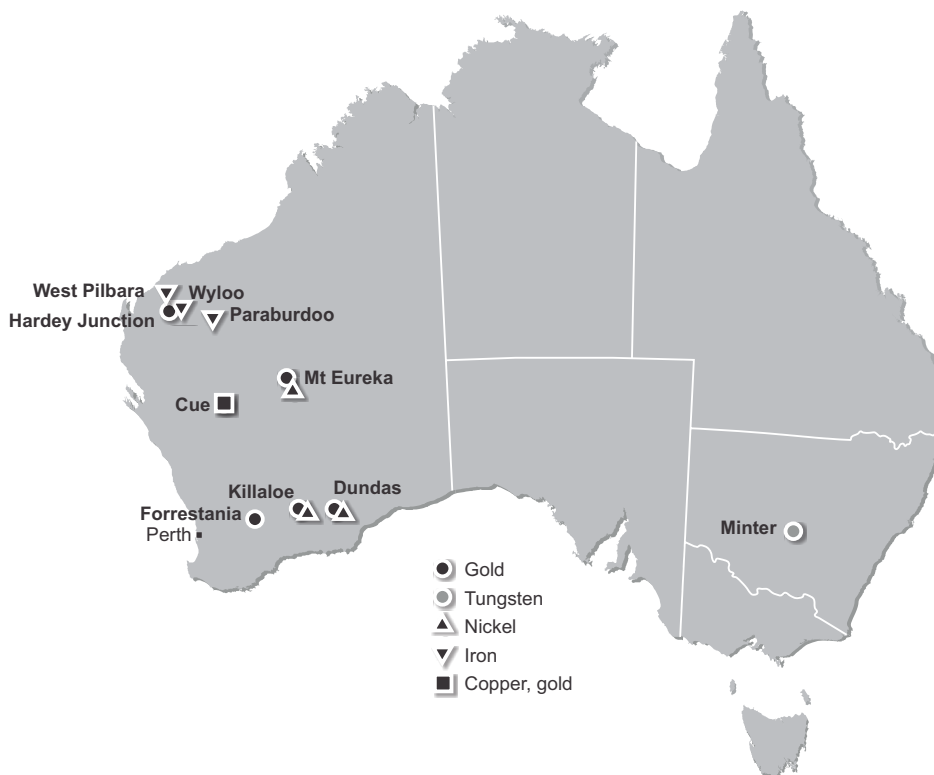 West Pilbara
Wyloo
Hardey Junction
Paraburdoo
Mt Eureka
Cue
Killaloe
Dundas
Forrestania
Perth
Minter
Gold
Tungsten
Nickel
Iron
Copper, gold